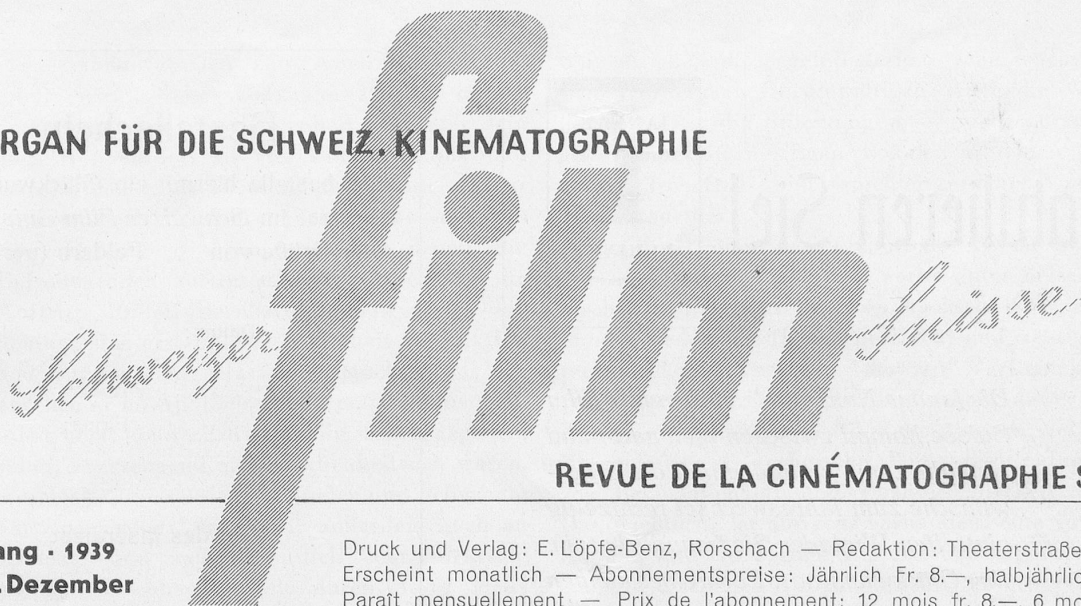 RGAN FÜR DIE SCHWEIZ. KINEMATOGRAPHIE
Schweizer film Suisse
REVUE DE LA CINÉMATOGRAPHIE S
ang · 1939
. Dezember
Druck und Verlag: E. Löpfe-Benz, Rorschach — Redaktion: Theaterstraße
Erscheint monatlich — Abonnementspreise: Jährlich Fr. 8.—, halbjährlic
Paraît mensuellement — Prix de l'abonnement: 12 mois fr. 8.— 6 mo